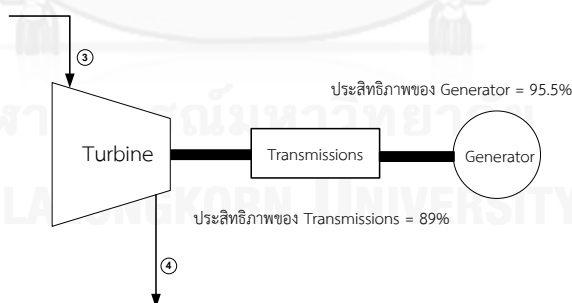 3
ประสิทธิภาพของ Generator = 95.5%
Turbine
Transmissions
Generator
ประสิทธิภาพของ Transmissions = 89%
4